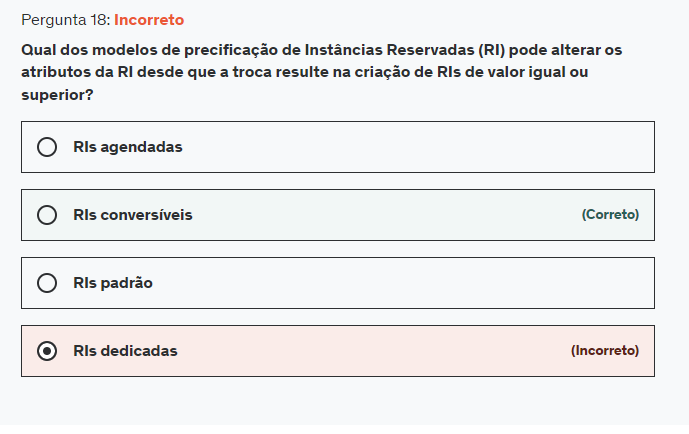 Pergunta 18: Incorreto
Qual dos modelos de precificação de Instâncias Reservadas (RI) pode alterar os
atributos da RI desde que a troca resulte na criação de RIs de valor igual ou
superior?
RIs agendadas
RIs conversíveis (Correto)
RIs padrão
RIs dedicadas (Incorreto)